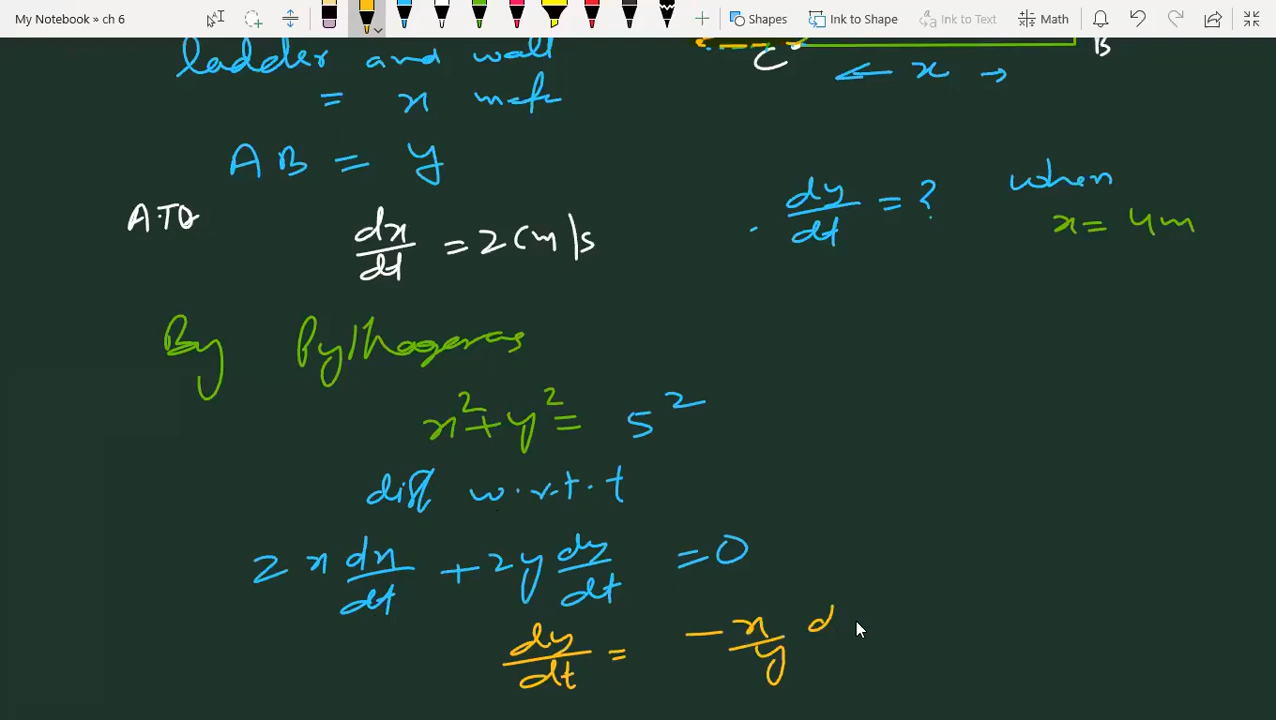 My Notebook » ch 6
Shapes
Ink to Shape
Ink to Text
Math
ladder and wall
= x
AB = y
C
B
← x →
A.T.Q
dx/dt = 2 cm/s
dy/dt = ?
when
x = 4m
By Pythagoras
x² + y² = 5²
diff w.r.t. t
2x dx/dt + 2y dy/dt = 0
dy/dt = -x/y d